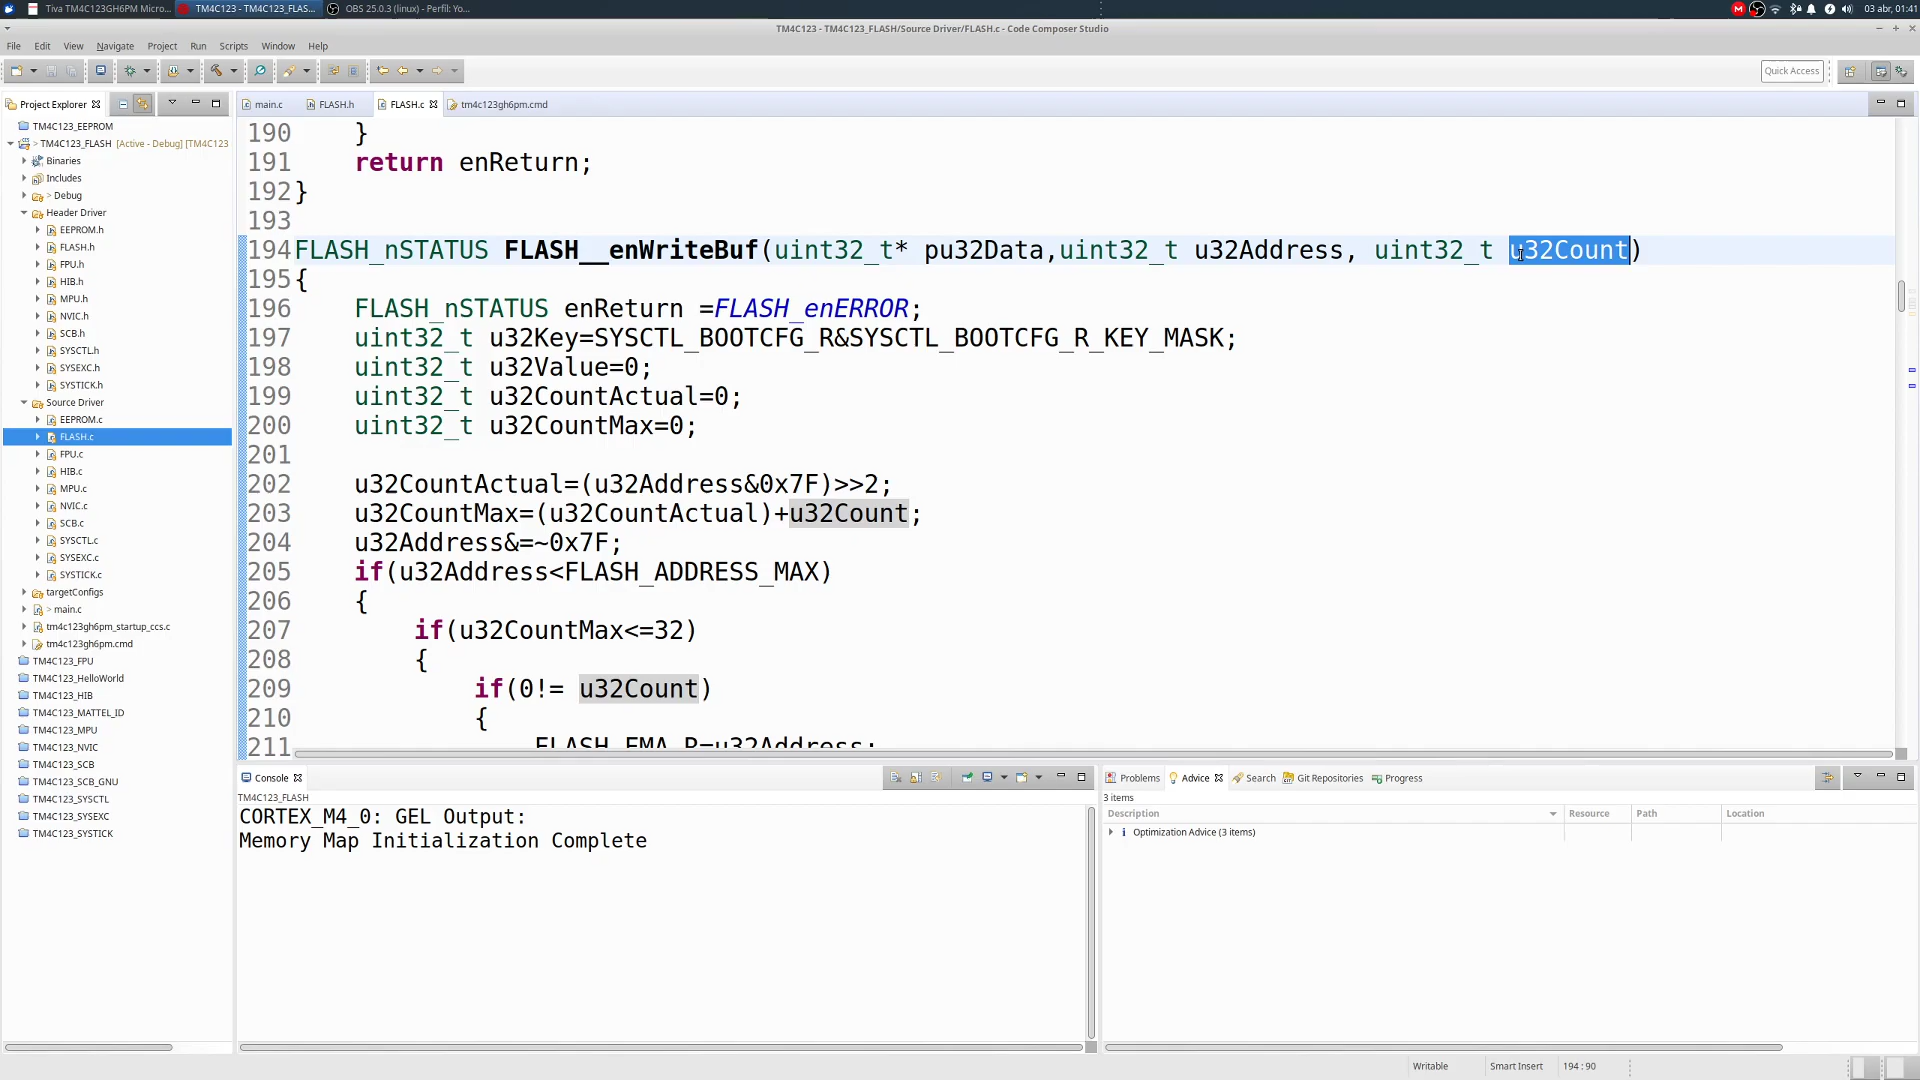 Tiva TM4C123GH6PM Micro...
TM4C123 - TM4C123_FLAS...
OBS 25.0.3 (linux) - Perfil: Yo...
03 abr, 01:41
TM4C123 - TM4C123_FLASH/Source Driver/FLASH.c - Code Composer Studio
File Edit View Navigate Project Run Scripts Window Help
Quick Access
Project Explorer
TM4C123_EEPROM
> TM4C123_FLASH [Active - Debug] [TM4C123
Binaries
Includes
> Debug
Header Driver
EEPROM.h
FLASH.h
FPU.h
HIB.h
MPU.h
NVIC.h
SCB.h
SYSCTL.h
SYSEXC.h
SYSTICK.h
Source Driver
EEPROM.c
FLASH.c
FPU.c
HIB.c
MPU.c
NVIC.c
SCB.c
SYSCTL.c
SYSEXC.c
SYSTICK.c
targetConfigs
> main.c
tm4c123gh6pm_startup_ccs.c
tm4c123gh6pm.cmd
TM4C123_FPU
TM4C123_HelloWorld
TM4C123_HIB
TM4C123_MATTEL_ID
TM4C123_MPU
TM4C123_NVIC
TM4C123_SCB
TM4C123_SCB_GNU
TM4C123_SYSCTL
TM4C123_SYSEXC
TM4C123_SYSTICK
main.c FLASH.h FLASH.c tm4c123gh6pm.cmd
190 }
191 return enReturn;
192 }
193
194 FLASH_nSTATUS FLASH__enWriteBuf(uint32_t* pu32Data,uint32_t u32Address, uint32_t u32Count)
195 {
196 FLASH_nSTATUS enReturn =FLASH_enERROR;
197 uint32_t u32Key=SYSCTL_BOOTCFG_R&SYSCTL_BOOTCFG_R_KEY_MASK;
198 uint32_t u32Value=0;
199 uint32_t u32CountActual=0;
200 uint32_t u32CountMax=0;
201
202 u32CountActual=(u32Address&0x7F)>>2;
203 u32CountMax=(u32CountActual)+u32Count;
204 u32Address&=~0x7F;
205 if(u32Address<FLASH_ADDRESS_MAX)
206 {
207 if(u32CountMax<=32)
208 {
209 if(0!= u32Count)
210 {
211 FLASH_FMA_R=u32Address;
Console
TM4C123_FLASH
CORTEX_M4_0: GEL Output:
Memory Map Initialization Complete
Problems Advice Search Git Repositories Progress
3 items
Description Resource Path Location
Optimization Advice (3 items)
Writable Smart Insert 194 : 90